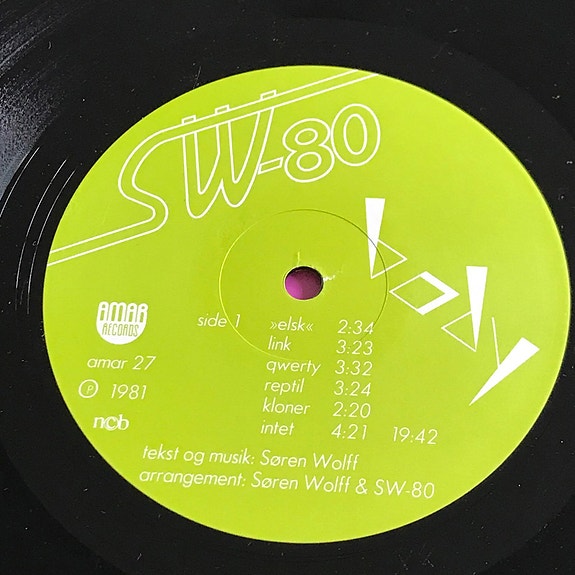 SW-80
body
AMAR
RECORDS
amar 27
℗ 1981
ncb
side 1 »elsk« 2:34
link 3:23
qwerty 3:32
reptil 3:24
kloner 2:20
intet 4:21 19:42
tekst og musik: Søren Wolff
arrangement: Søren Wolff & SW-80